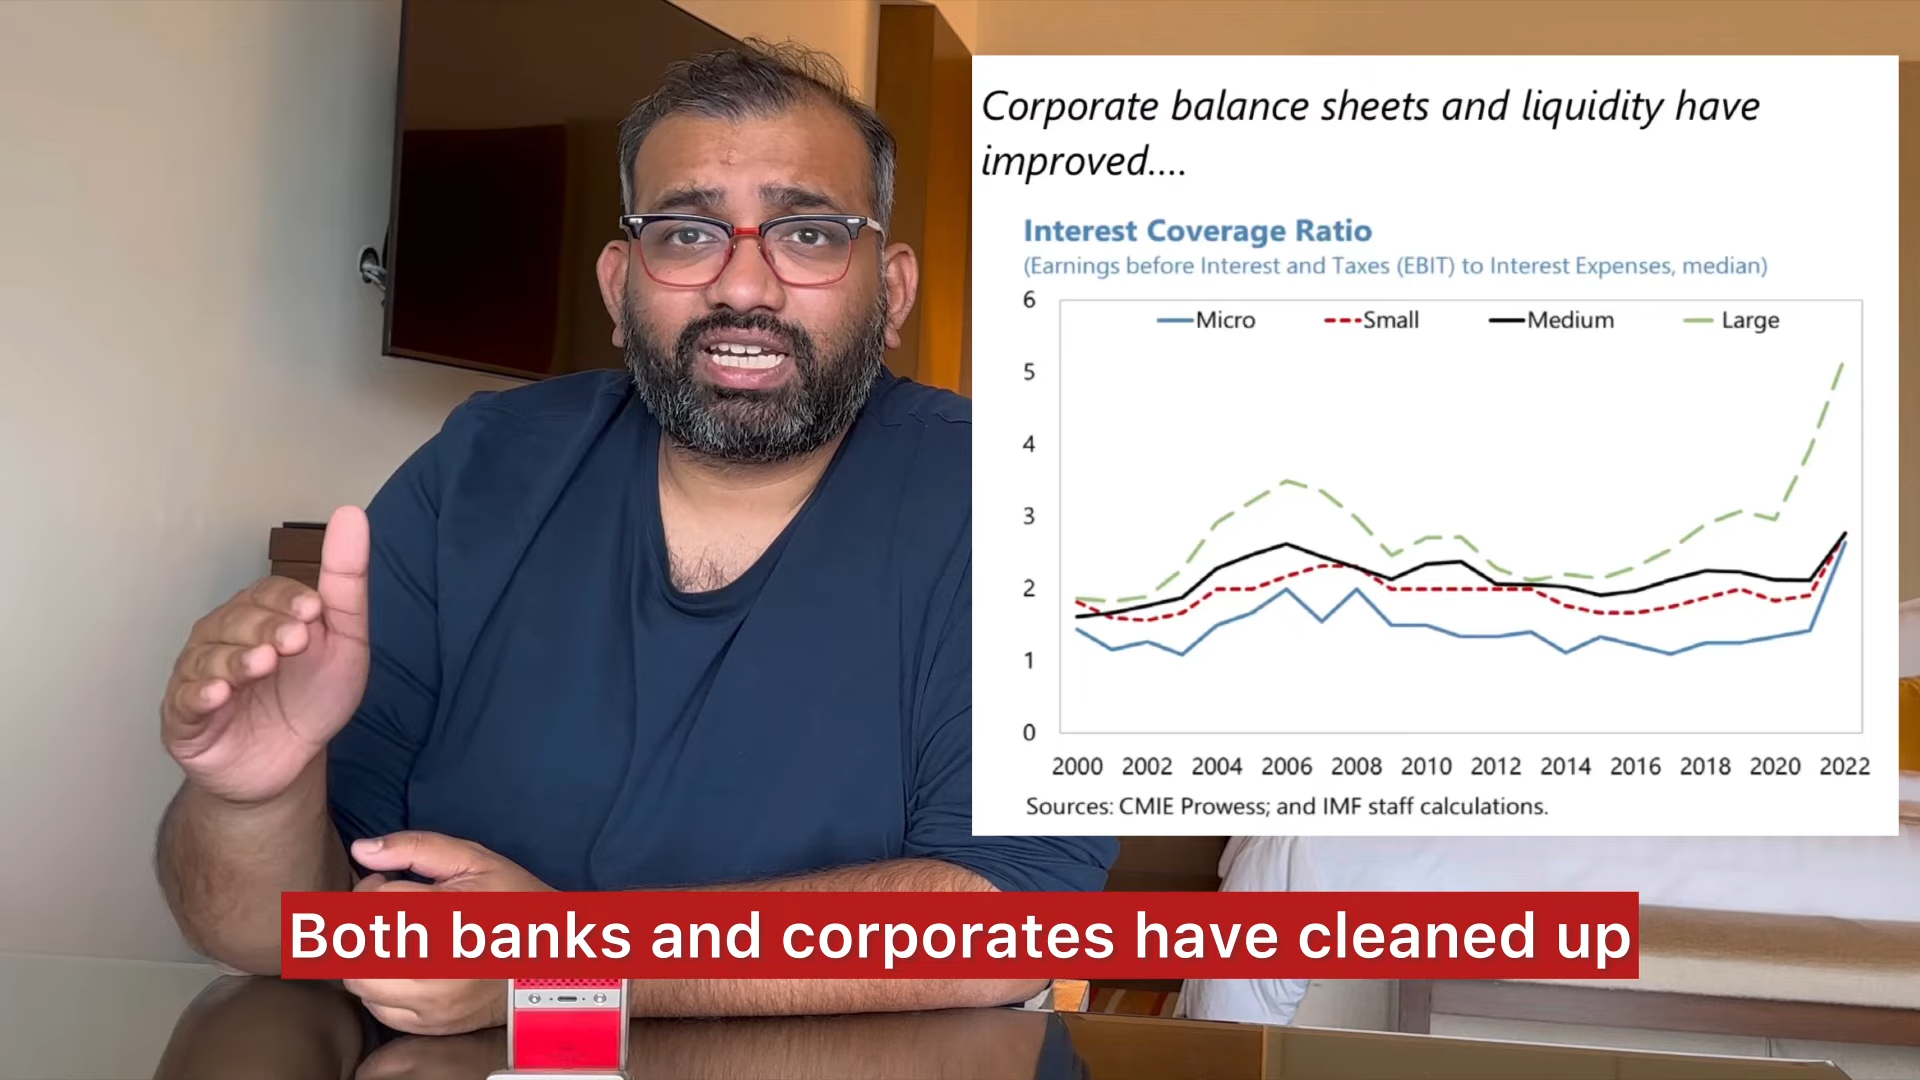 Corporate balance sheets and liquidity have
improved....
Interest Coverage Ratio
(Earnings before Interest and Taxes (EBIT) to Interest Expenses, median)
Micro Small Medium Large
6
5
4
3
2
1
0
2000 2002 2004 2006 2008 2010 2012 2014 2016 2018 2020 2022
Sources: CMIE Prowess; and IMF staff calculations.
Both banks and corporates have cleaned up